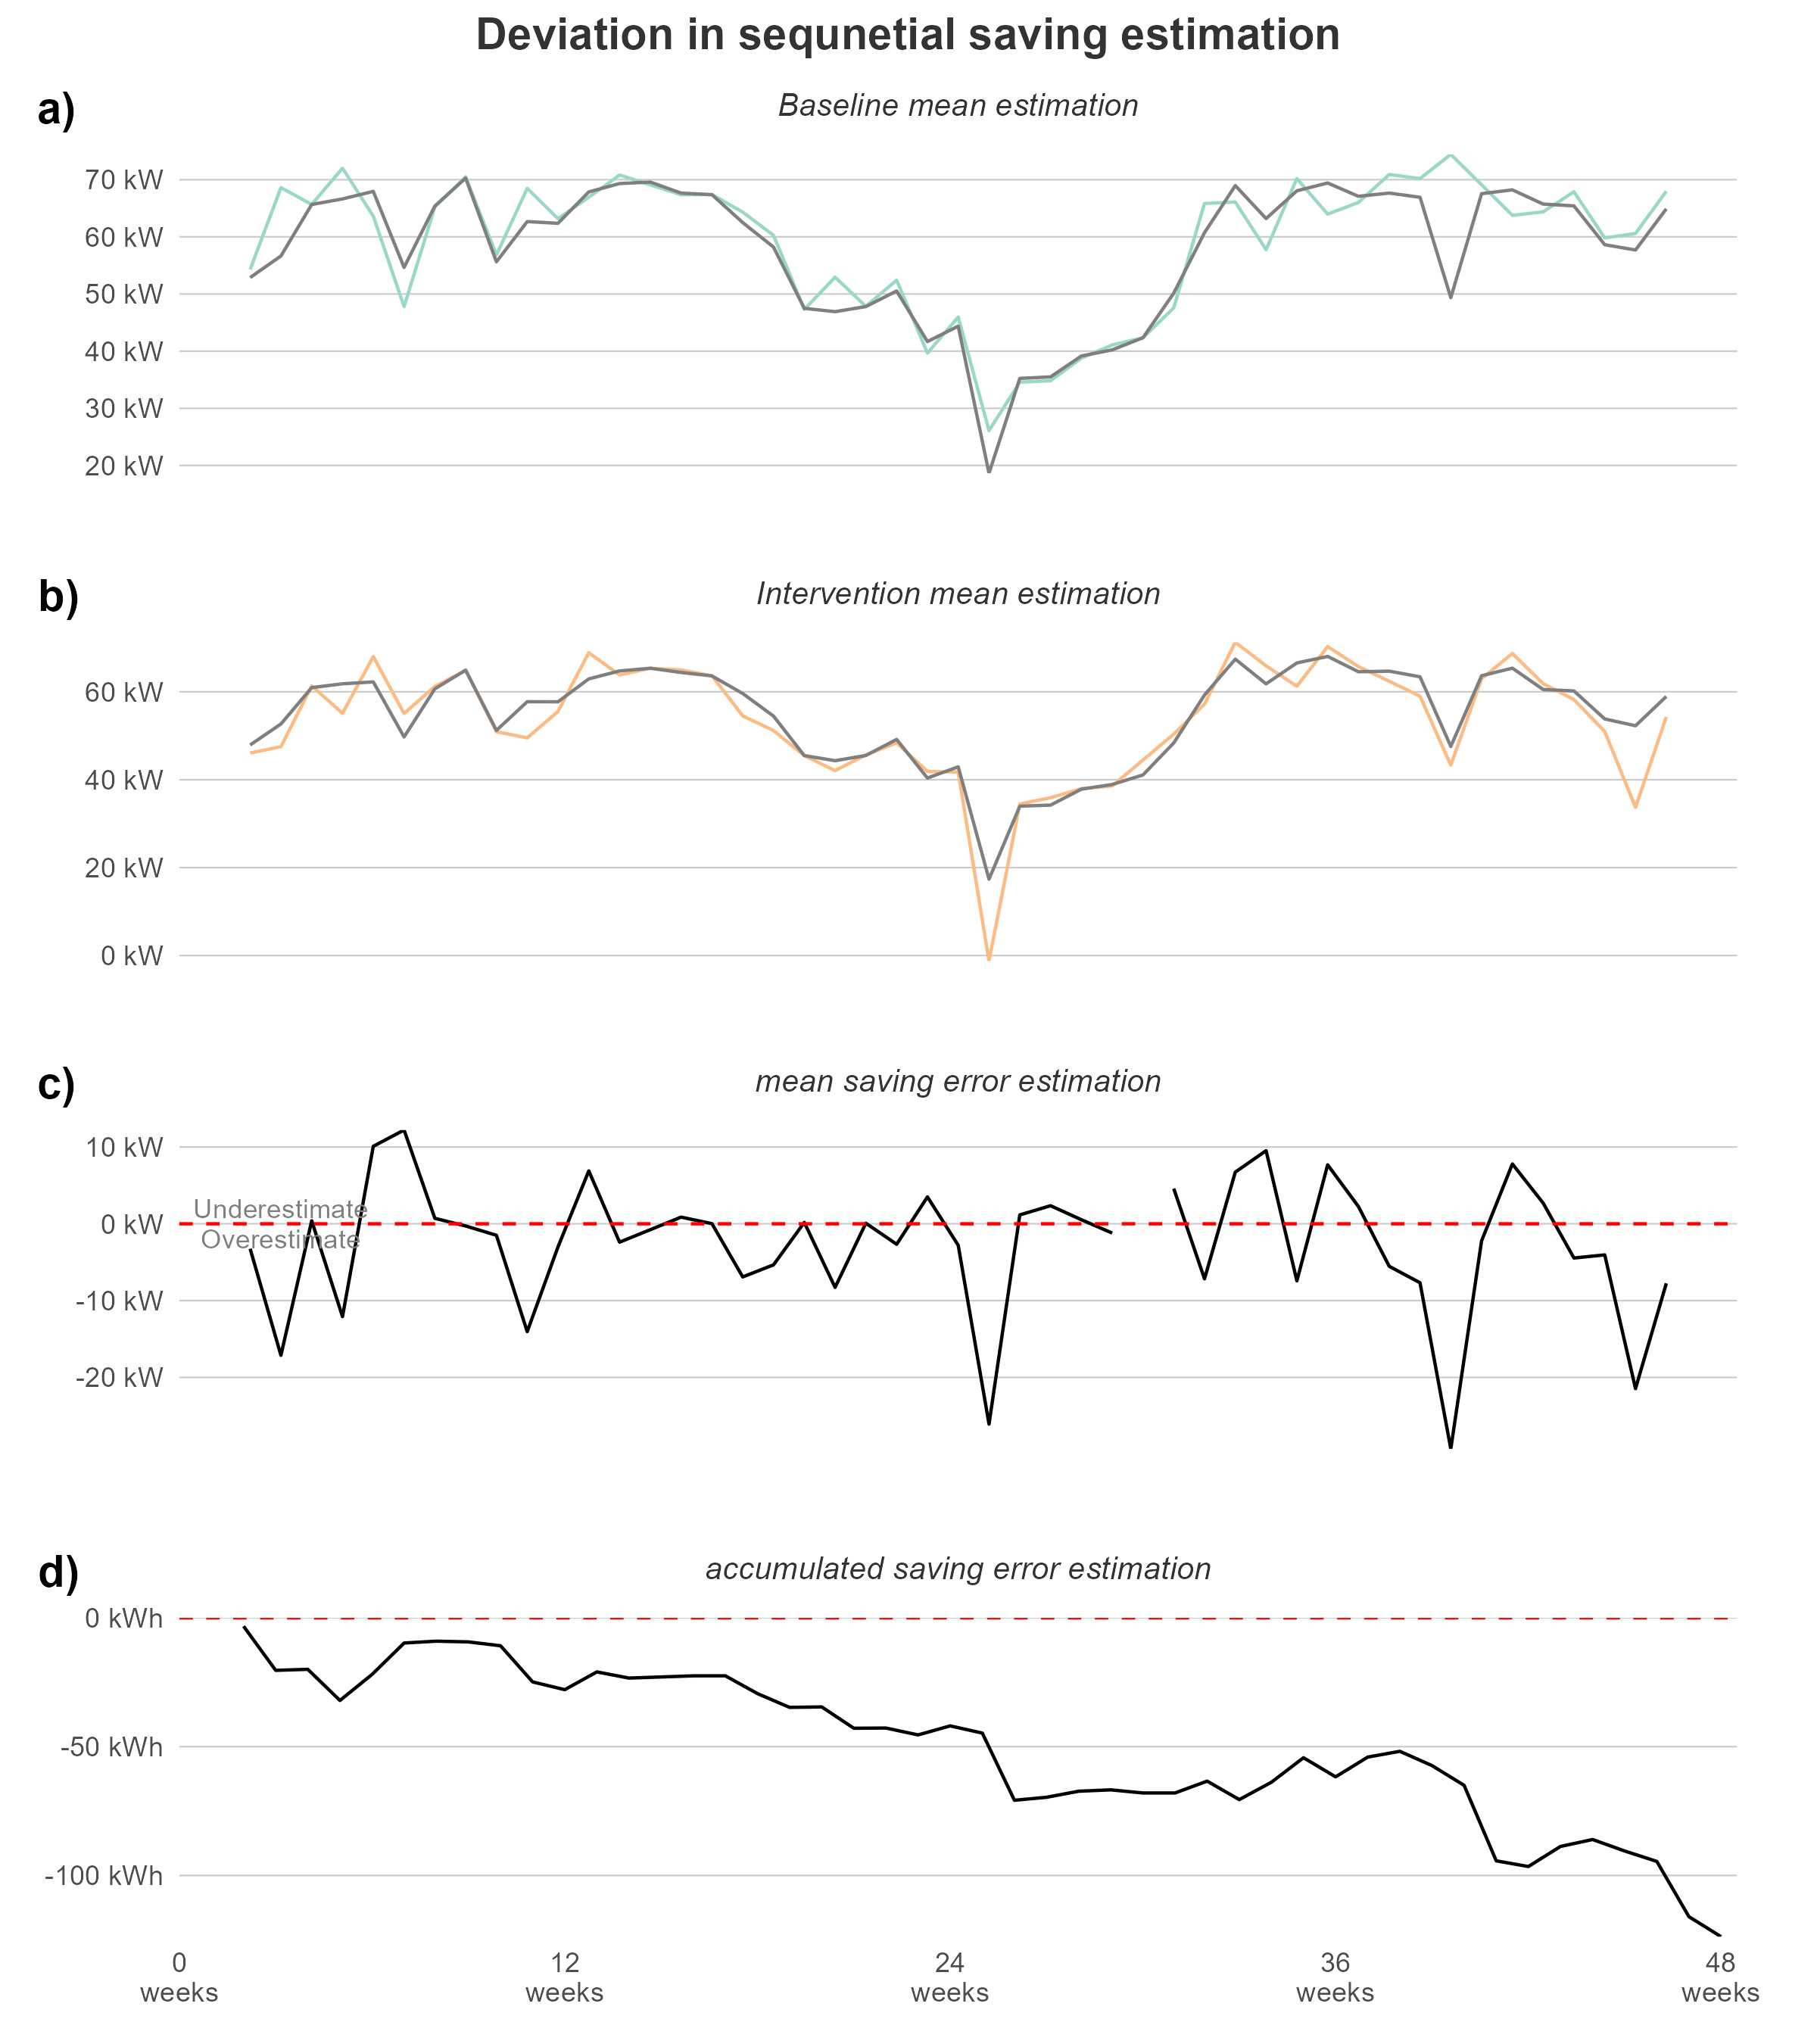 Deviation in sequnetial saving estimation
a)
Baseline mean estimation
70 kW
60 kW
50 kW
40 kW
30 kW
20 kW
b)
Intervention mean estimation
60 kW
40 kW
20 kW
0 kW
c)
mean saving error estimation
10 kW
Underestimate
0 kW
Overestimate
-10 kW
-20 kW
d)
accumulated saving error estimation
0 kWh
-50 kWh
-100 kWh
0
weeks
12
weeks
24
weeks
36
weeks
48
weeks